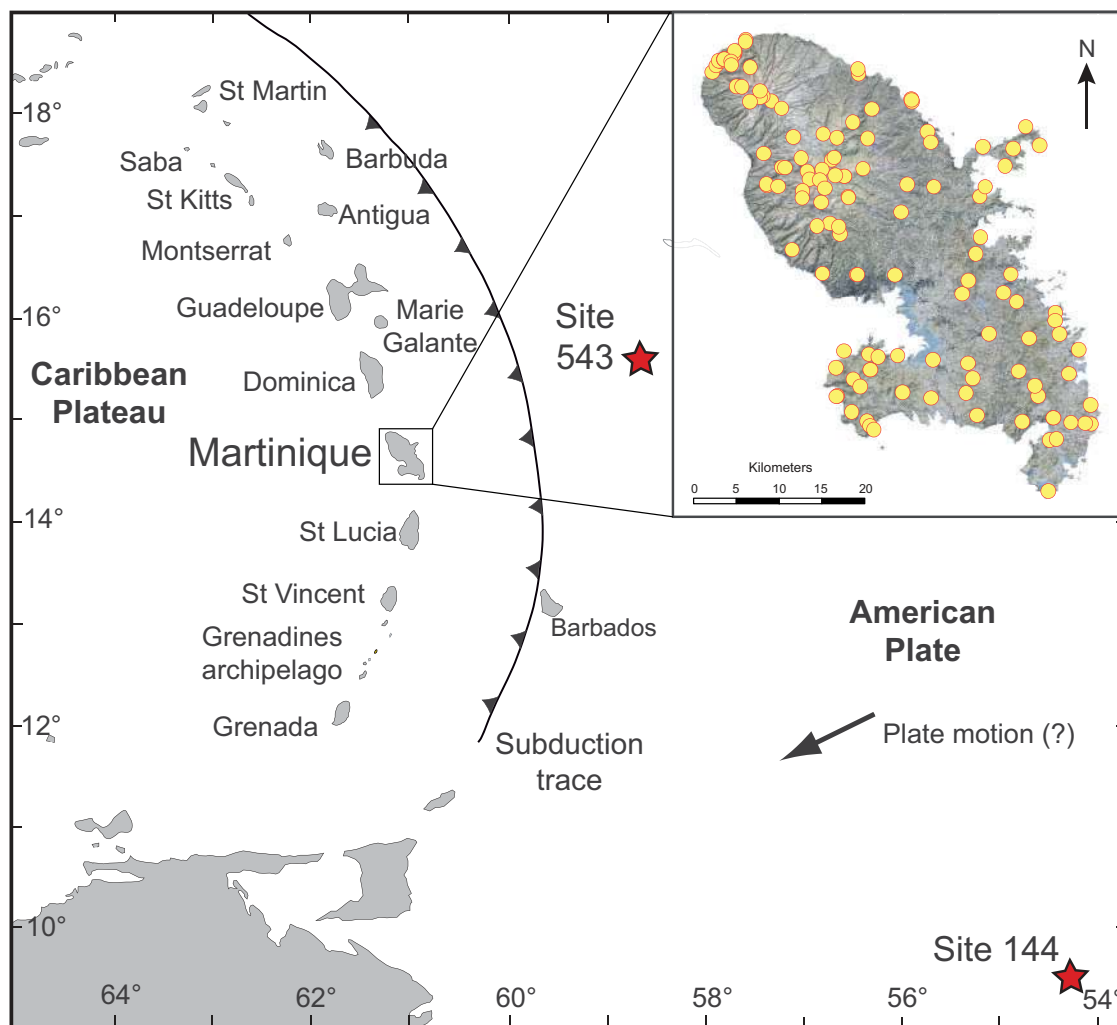 N
18°
St Martin
Saba
Barbuda
St Kitts
Antigua
Montserrat
Guadeloupe
Marie
Galante
16°
Site
543
Dominica
Caribbean
Plateau
Martinique
Kilometers
0 5 10 15 20
14°
St Lucia
St Vincent
Grenadines
archipelago
Barbados
American
Plate
Grenada
12°
Plate motion (?)
Subduction
trace
10°
Site 144
64° 62° 60° 58° 56° 54°